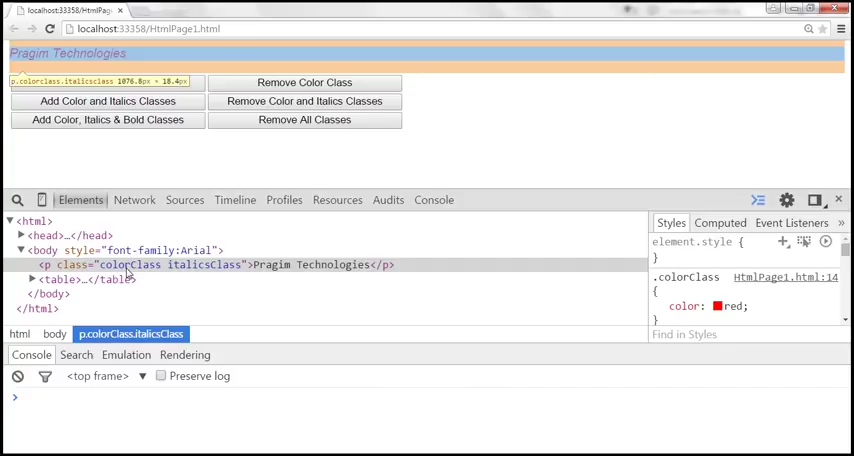 localhost:33358/HtmlPage1
localhost:33358/HtmlPage1.html
Pragim Technologies
p.colorclass.italicsclass 1076.8px × 18.4px
Remove Color Class
Add Color and Italics Classes Remove Color and Italics Classes
Add Color, Italics & Bold Classes Remove All Classes
Elements Network Sources Timeline Profiles Resources Audits Console
<html>
<head>…</head>
<body style="font-family:Arial">
<p class="colorClass italicsClass">Pragim Technologies</p>
<table>…</table>
</body>
</html>
html body p.colorClass.italicsClass
Styles Computed Event Listeners »
element.style {
}
.colorClass HtmlPage1.html:14
{
color: red;
}
Find in Styles
Console Search Emulation Rendering
<top frame> Preserve log